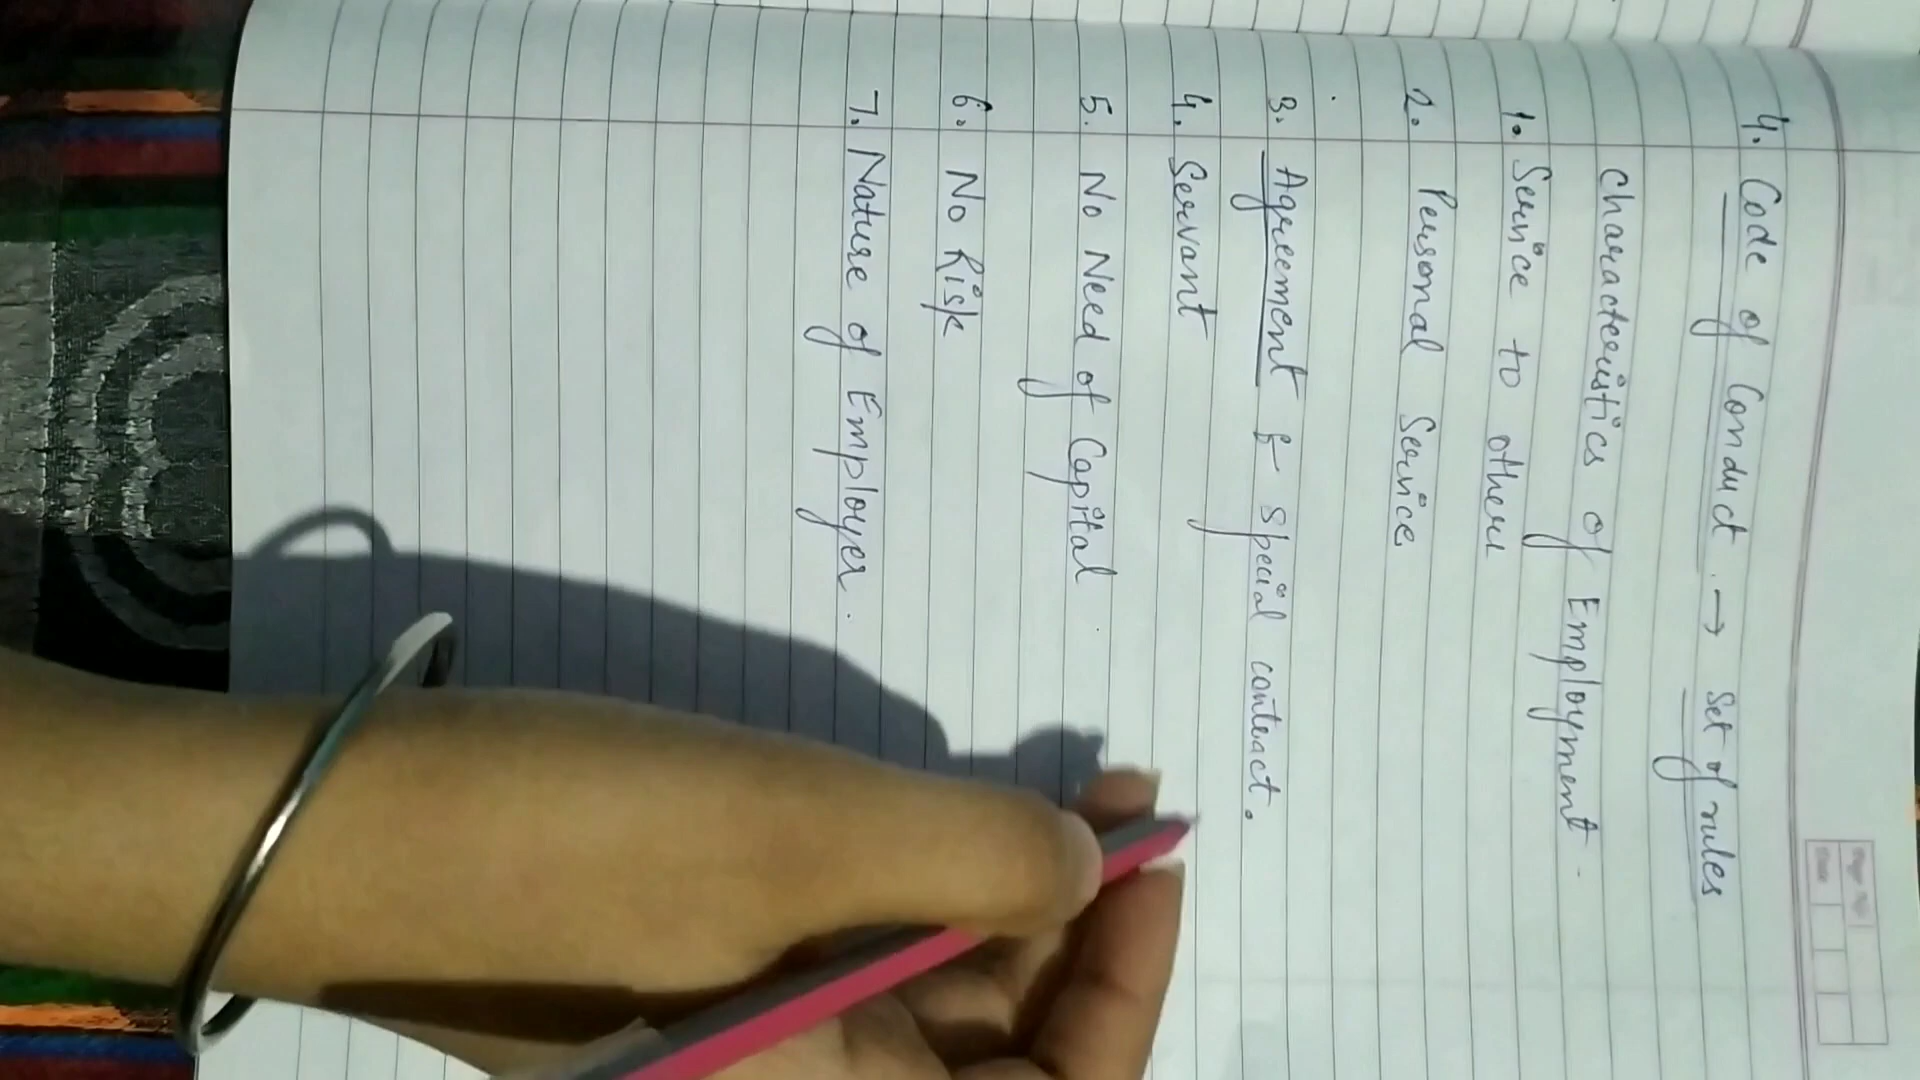 4. Code of Conduct. → Set of rules
Characteristics of Employment.
1. Service to others
2. Personal Service
3. Agreement & special contract.
4. Servant
5. No Need of Capital
6. No Risk
7. Nature of Employer.